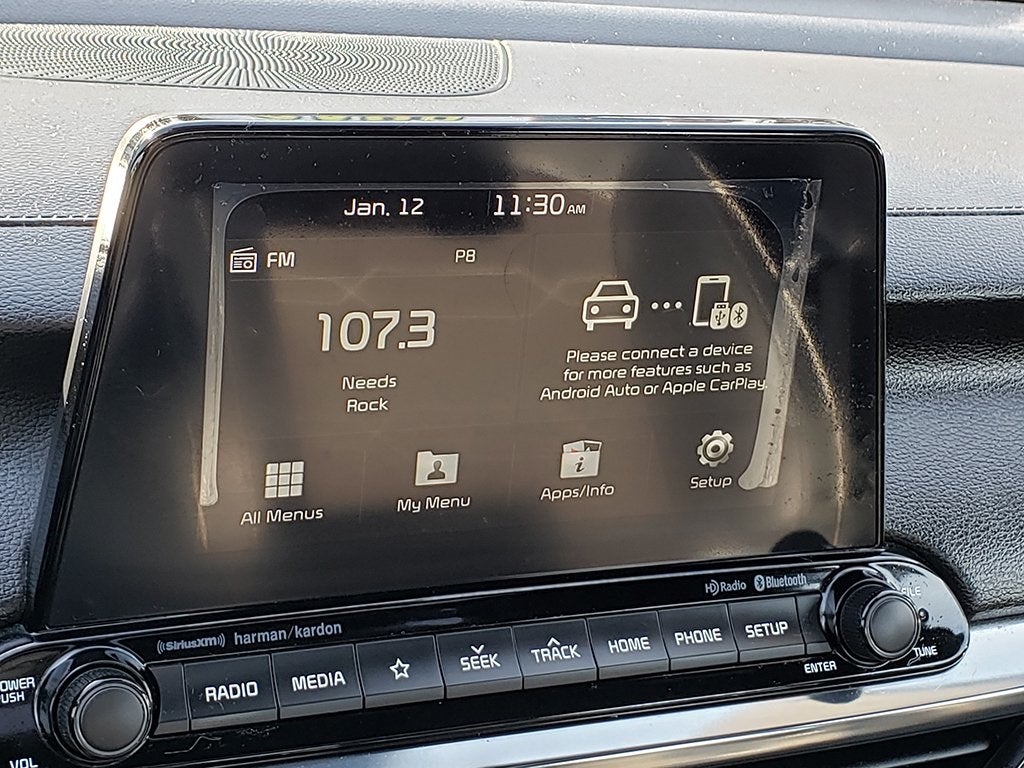 Jan. 12 11:30 AM
FM P8
107.3
Needs
Rock
Please connect a device
for more features such as
Android Auto or Apple CarPlay.
All Menus My Menu Apps/Info Setup
HD Radio Bluetooth
((SiriusXM)) harman/kardon
FILE
RADIO MEDIA SEEK TRACK HOME PHONE SETUP
ENTER TUNE
VOL